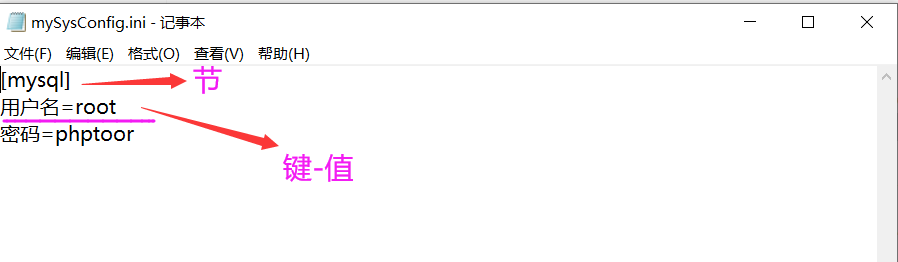 mySysConfig.ini - 记事本
文件(F) 编辑(E) 格式(O) 查看(V) 帮助(H)
[mysql] 节
用户名=root
密码=phptoor
键-值